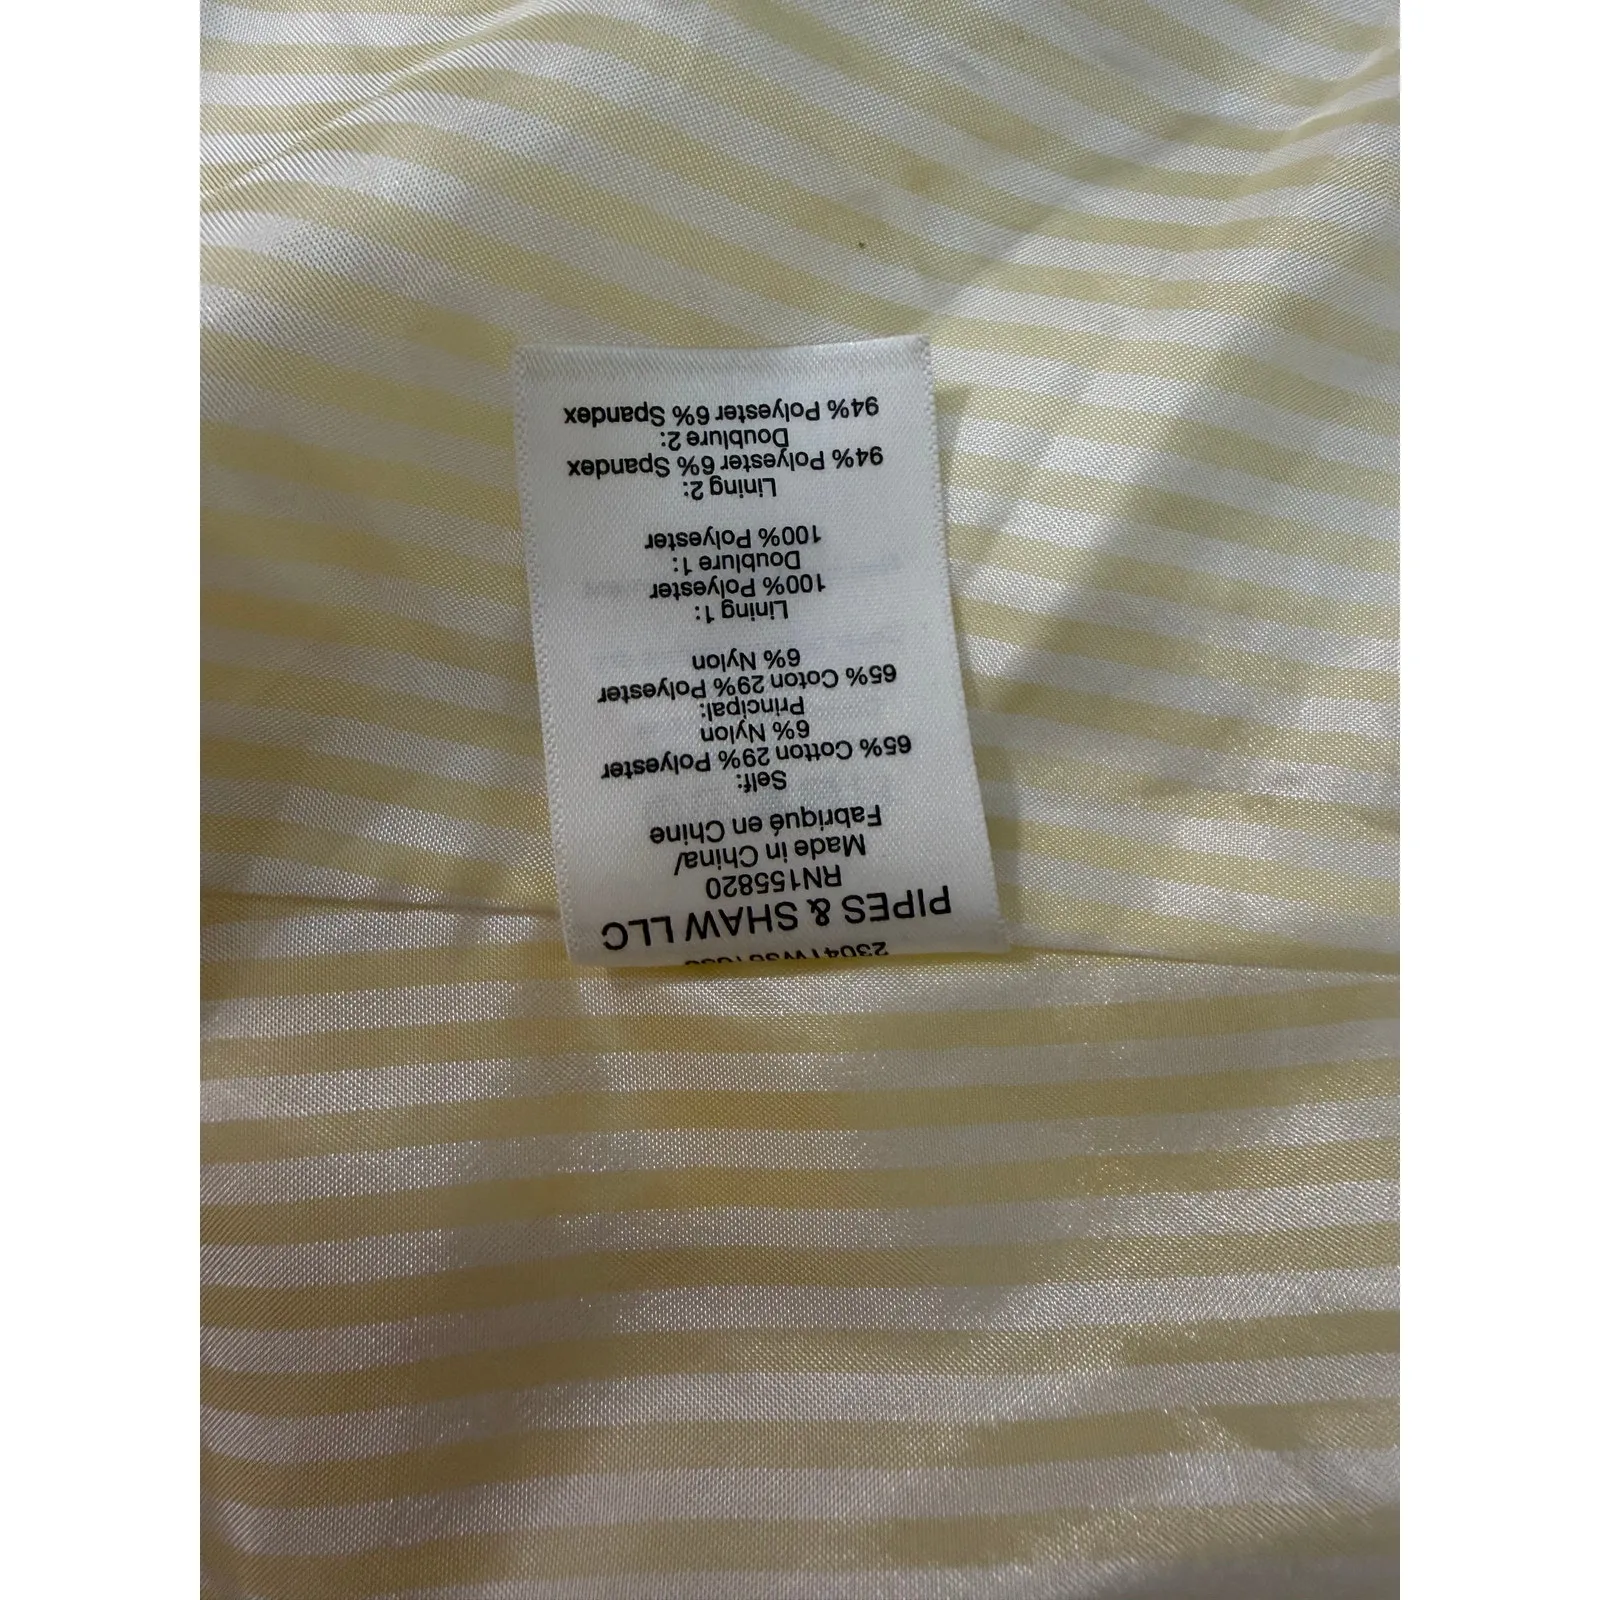 PIPES & SHAW LLC
RN155820
Made in China/
Fabriqué en Chine
Self:
65% Cotton 29% Polyester
6% Nylon
Principal:
65% Coton 29% Polyester
6% Nylon
Lining 1:
100% Polyester
Doublure 1:
100% Polyester
Lining 2:
94% Polyester 6% Spandex
Doublure 2:
94% Polyester 6% Spandex